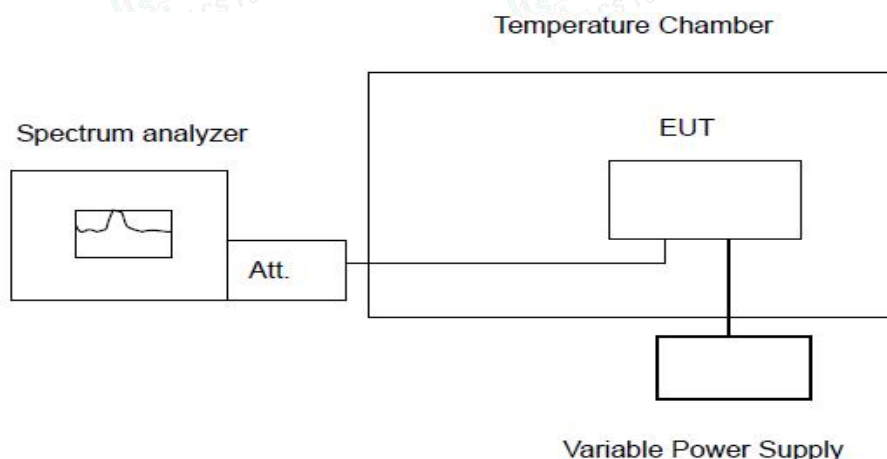 Temperature Chamber
EUT
Spectrum analyzer
Att.
Variable Power Supply